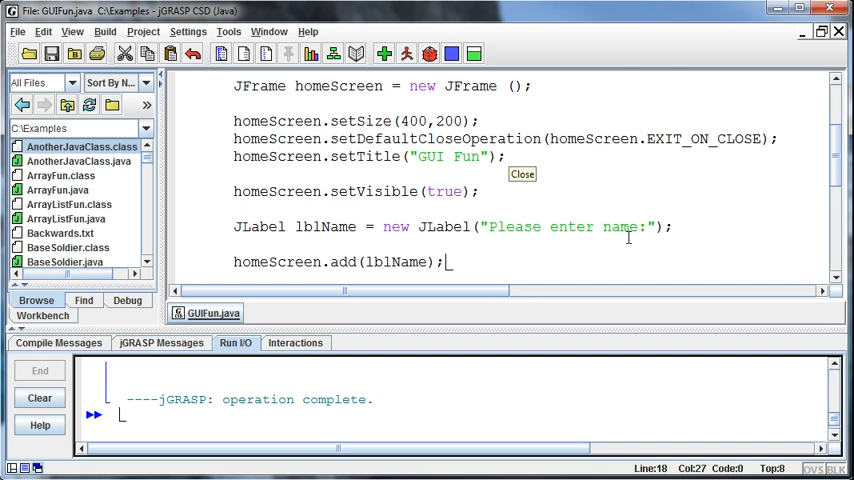 File: GUIFun.java C:\Examples - jGRASP CSD (Java)
File Edit View Build Project Settings Tools Window Help
All Files Sort By N...
C:\Examples
AnotherJavaClass.class
AnotherJavaClass.java
ArrayFun.class
ArrayFun.java
ArrayListFun.class
ArrayListFun.java
Backwards.txt
BaseSoldier.class
BaseSoldier.java
Browse Find Debug
Workbench
JFrame homeScreen = new JFrame ();
homeScreen.setSize(400,200);
homeScreen.setDefaultCloseOperation(homeScreen.EXIT_ON_CLOSE);
homeScreen.setTitle("GUI Fun");
Close
homeScreen.setVisible(true);
JLabel lblName = new JLabel("Please enter name:");
homeScreen.add(lblName);
GUIFun.java
Compile Messages jGRASP Messages Run I/O Interactions
End
Clear
Help
----jGRASP: operation complete.
Line:18 Col:27 Code:0 Top:8 OVS BLK